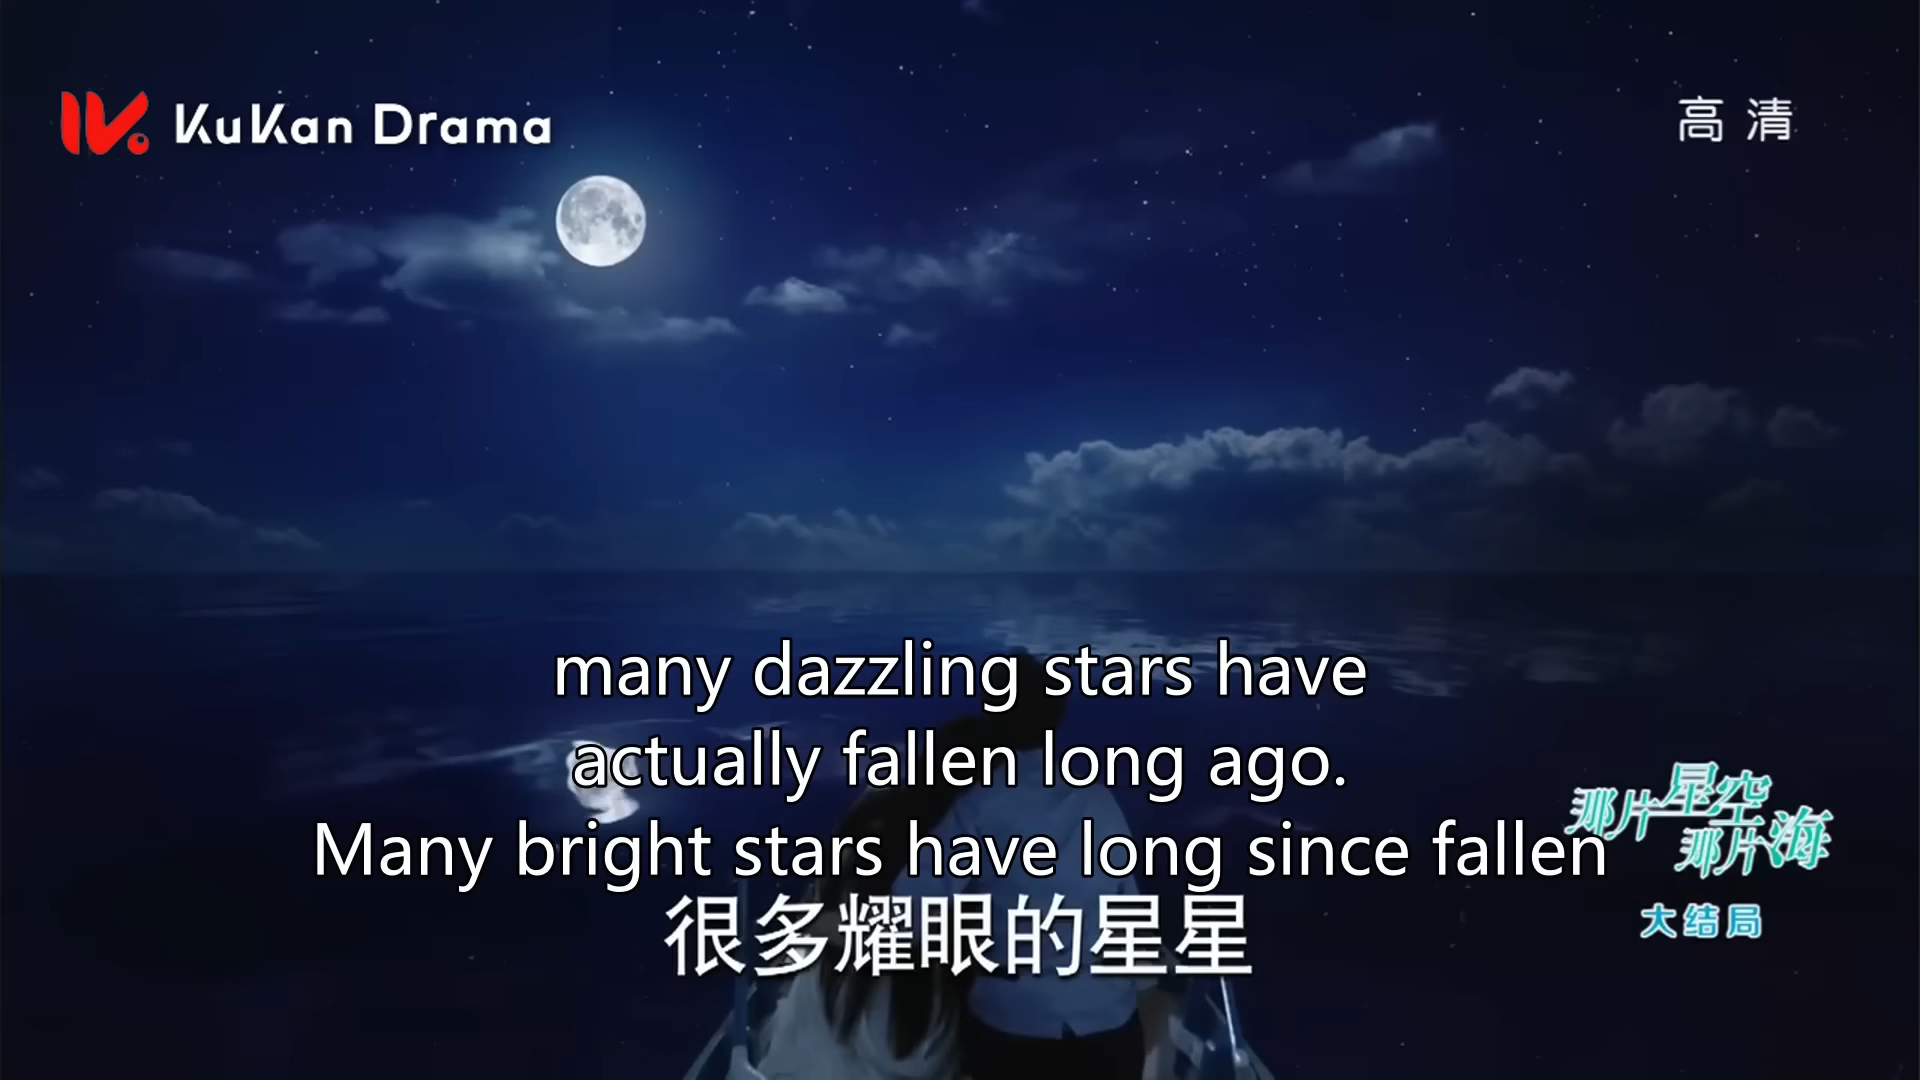 KuKan Drama
高清
many dazzling stars have
actually fallen long ago.
Many bright stars have long since fallen
很多耀眼的星星
那片星空
那片海
大结局